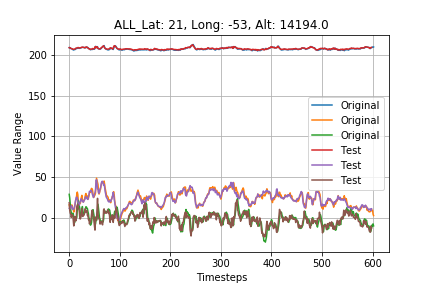 ALL_Lat: 21, Long: -53, Alt: 14194.0
200
150
100
50
0
Value Range
Original
Original
Original
Test
Test
Test
0 100 200 300 400 500 600
Timesteps